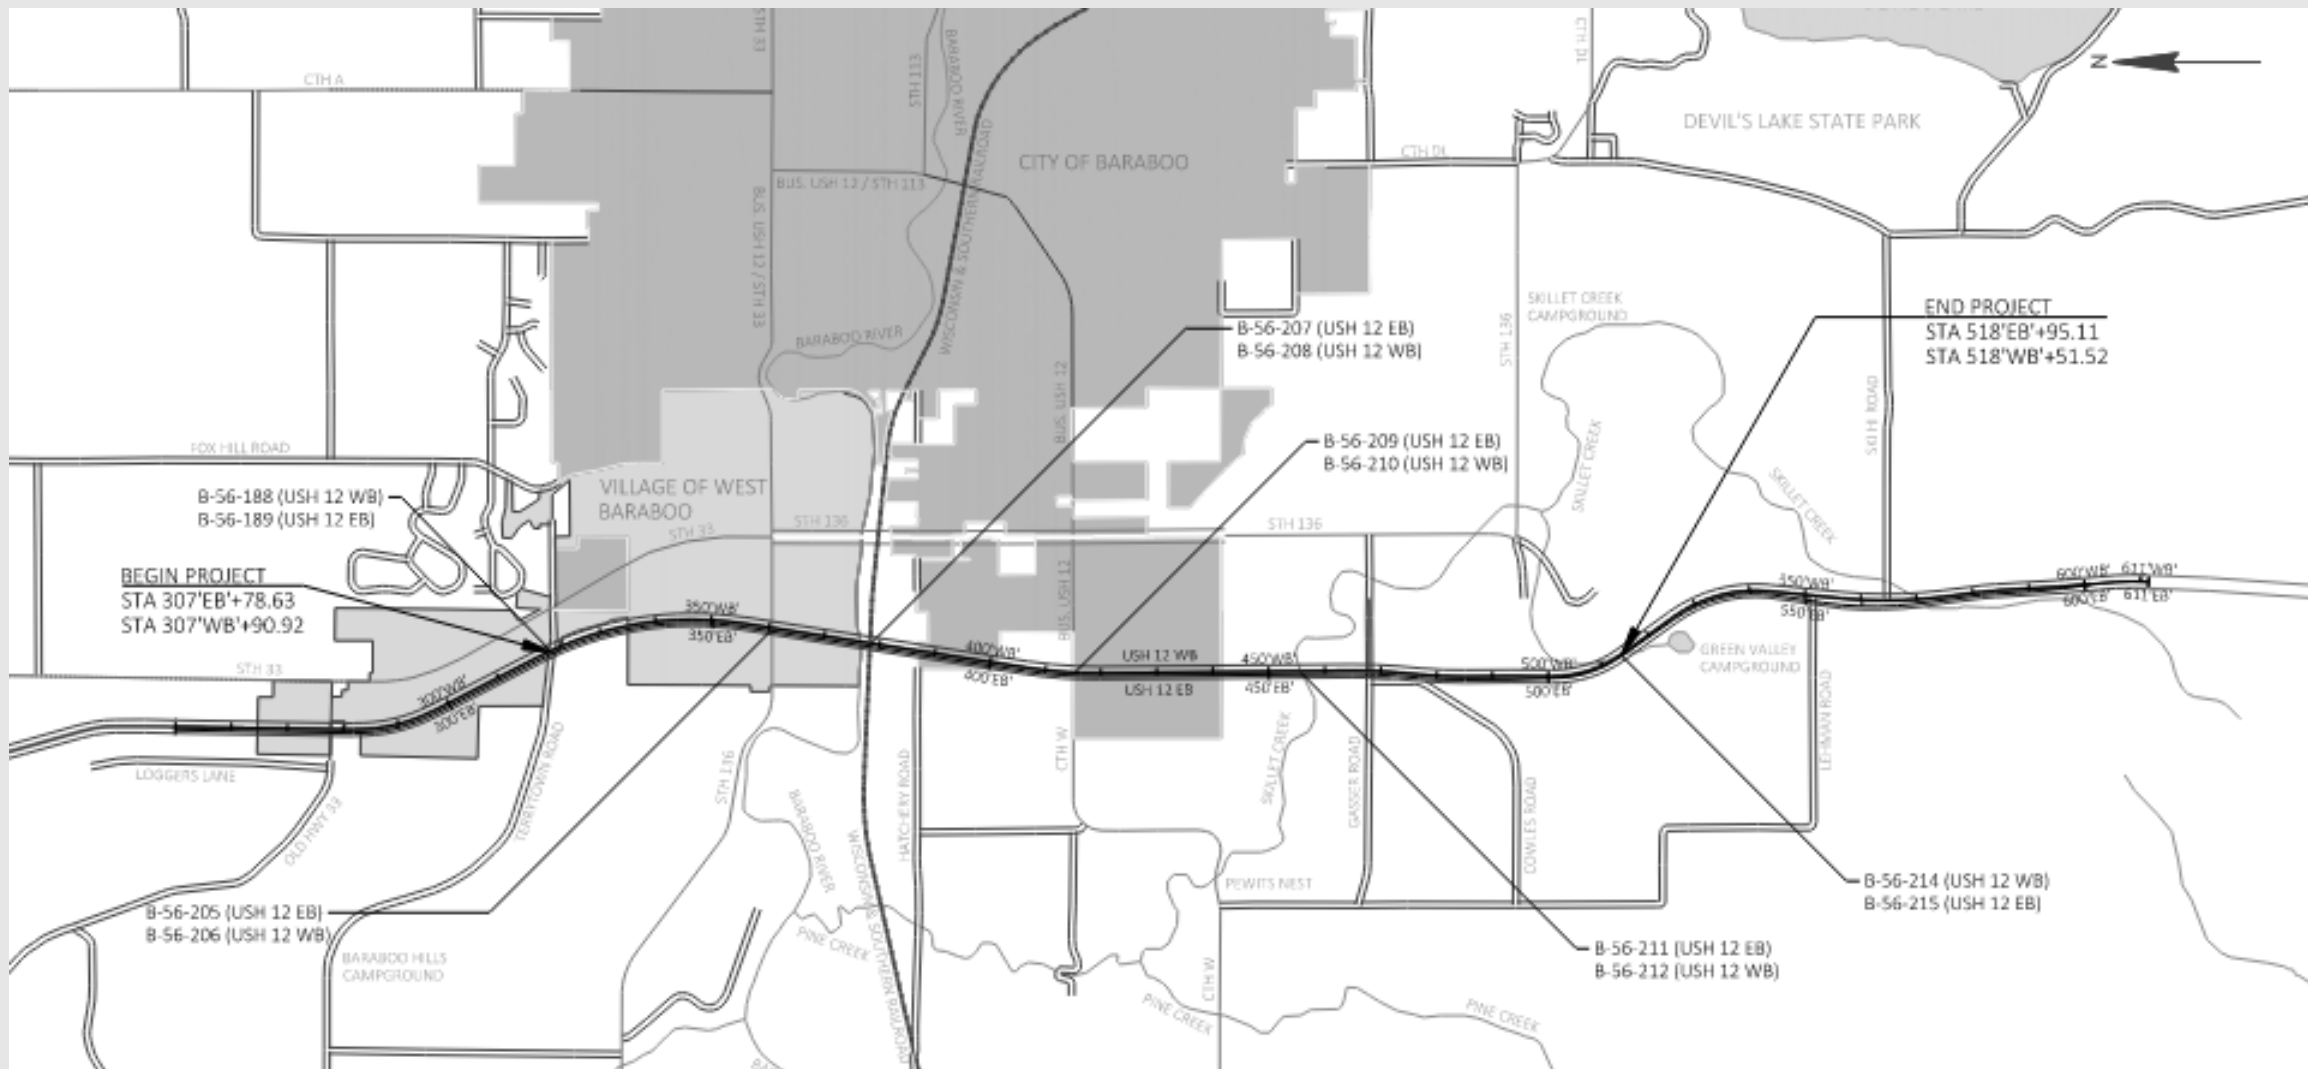 STH 33
CTH A
STH 113
BARABOO RIVER
CTH DL
N
DEVIL'S LAKE STATE PARK
CITY OF BARABOO
CTH DL
BUS. USH 12 / STH 113
BUS. USH 12 / STH 33
WISCONSIN & SOUTHERN RAILROAD
BARABOO RIVER
SKILLET CREEK
CAMPGROUND
STH 136
END PROJECT
STA 518'EB'+95.11
STA 518'WB'+51.52
B-56-207 (USH 12 EB)
B-56-208 (USH 12 WB)
BUS. USH 12
SKI HI ROAD
FOX HILL ROAD
B-56-209 (USH 12 EB)
B-56-210 (USH 12 WB)
SKILLET CREEK
SKILLET CREEK
B-56-188 (USH 12 WB)
B-56-189 (USH 12 EB)
VILLAGE OF WEST
BARABOO
STH 33
STH 136
STH 136
BEGIN PROJECT
STA 307'EB'+78.63
STA 307'WB'+90.92
BUS. USH 12
STH 33
300'WB'
300'EB'
350'WB'
350'EB'
400'WB'
400'EB'
USH 12 WB
USH 12 EB
450'WB'
450'EB'
500'WB'
500'EB'
550'WB'
550'EB'
600'WB'
600'EB'
611'WB'
611'EB'
GREEN VALLEY
CAMPGROUND
LEHMAN ROAD
LOGGERS LANE
OLD HWY 33
TERRYTOWN ROAD
STH 136
BARABOO RIVER
WISCONSIN & SOUTHERN RAILROAD
HATCHERY ROAD
CTH W
SKILLET CREEK
GASSER ROAD
COWLES ROAD
PEWITS NEST
B-56-214 (USH 12 WB)
B-56-215 (USH 12 EB)
B-56-205 (USH 12 EB)
B-56-206 (USH 12 WB)
BARABOO HILLS
CAMPGROUND
PINE CREEK
B-56-211 (USH 12 EB)
B-56-212 (USH 12 WB)
CTH W
PINE CREEK
PINE CREEK